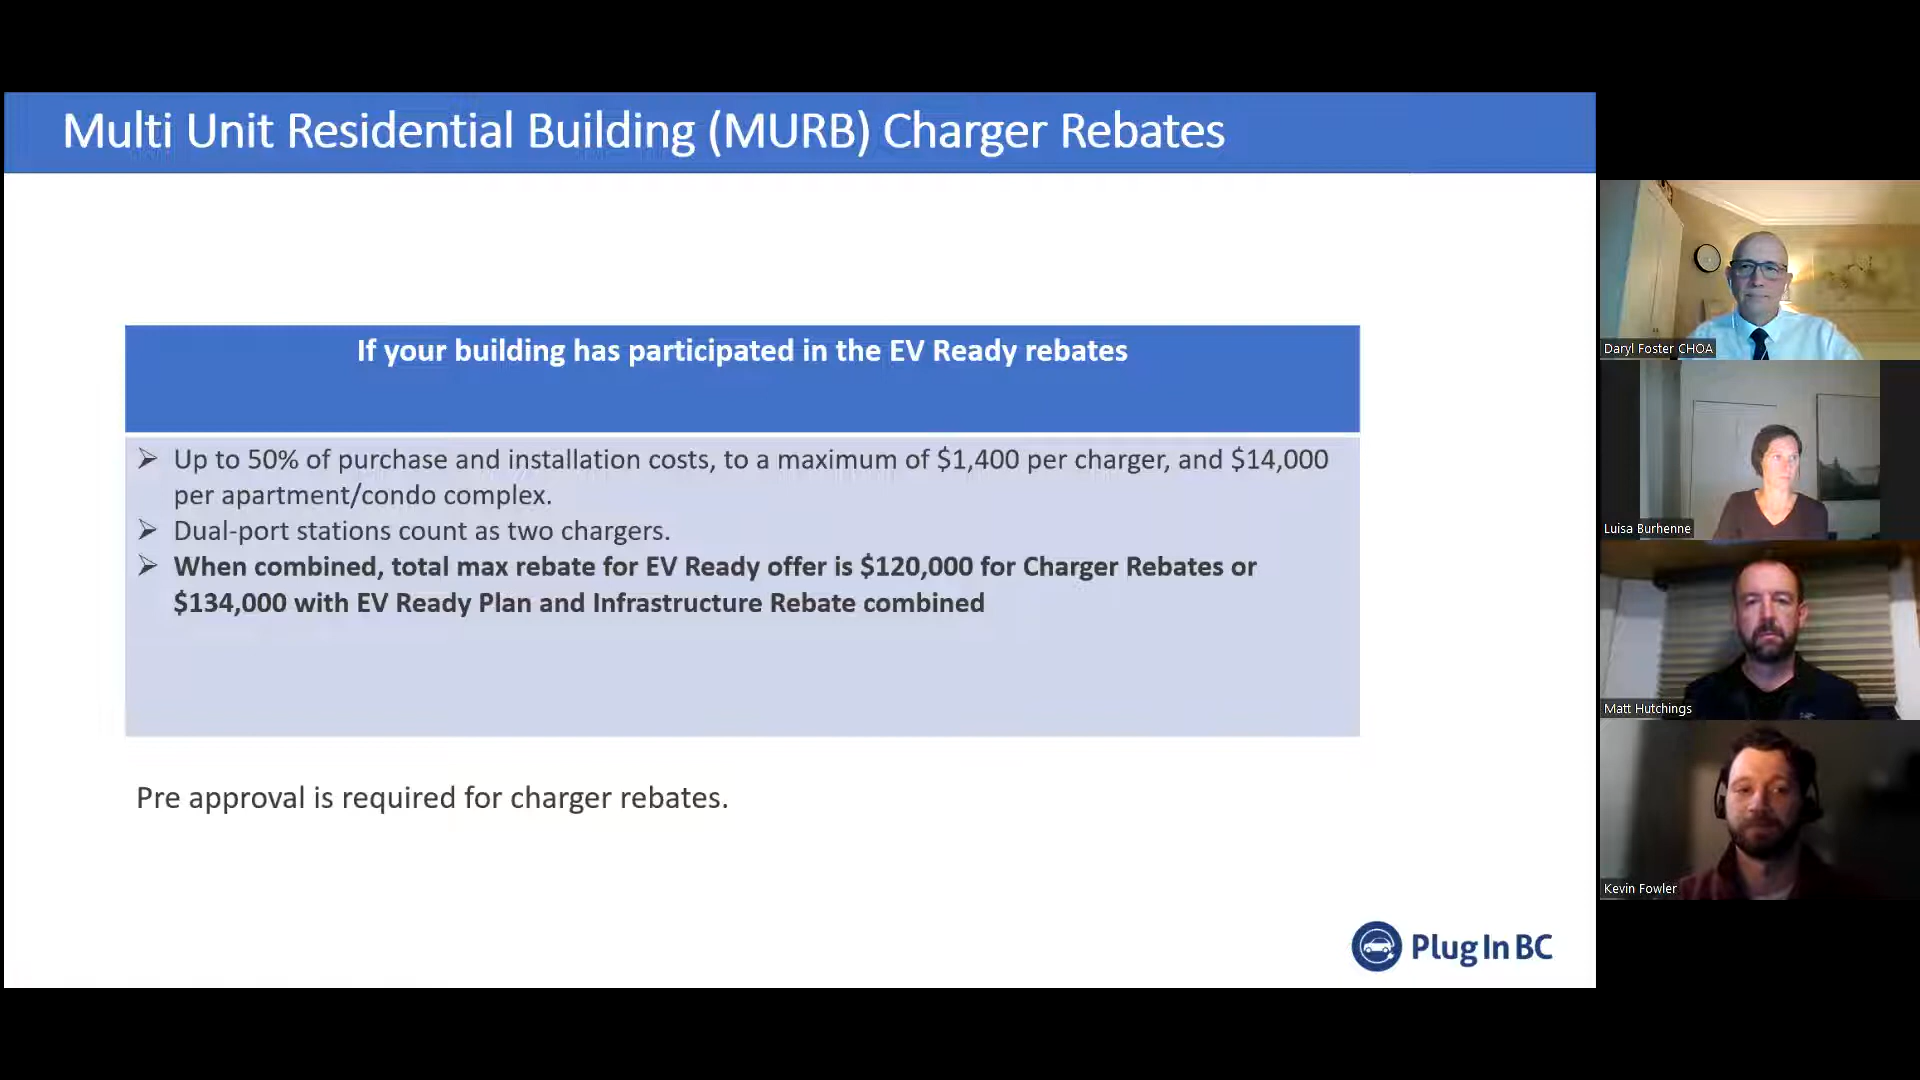 Multi Unit Residential Building (MURB) Charger Rebates
If your building has participated in the EV Ready rebates
➢ Up to 50% of purchase and installation costs, to a maximum of $1,400 per charger, and $14,000
per apartment/condo complex.
➢ Dual-port stations count as two chargers.
➢ When combined, total max rebate for EV Ready offer is $120,000 for Charger Rebates or
$134,000 with EV Ready Plan and Infrastructure Rebate combined
Pre approval is required for charger rebates.
Plug In BC
Daryl Foster CHOA
Luisa Burhenne
Matt Hutchings
Kevin Fowler